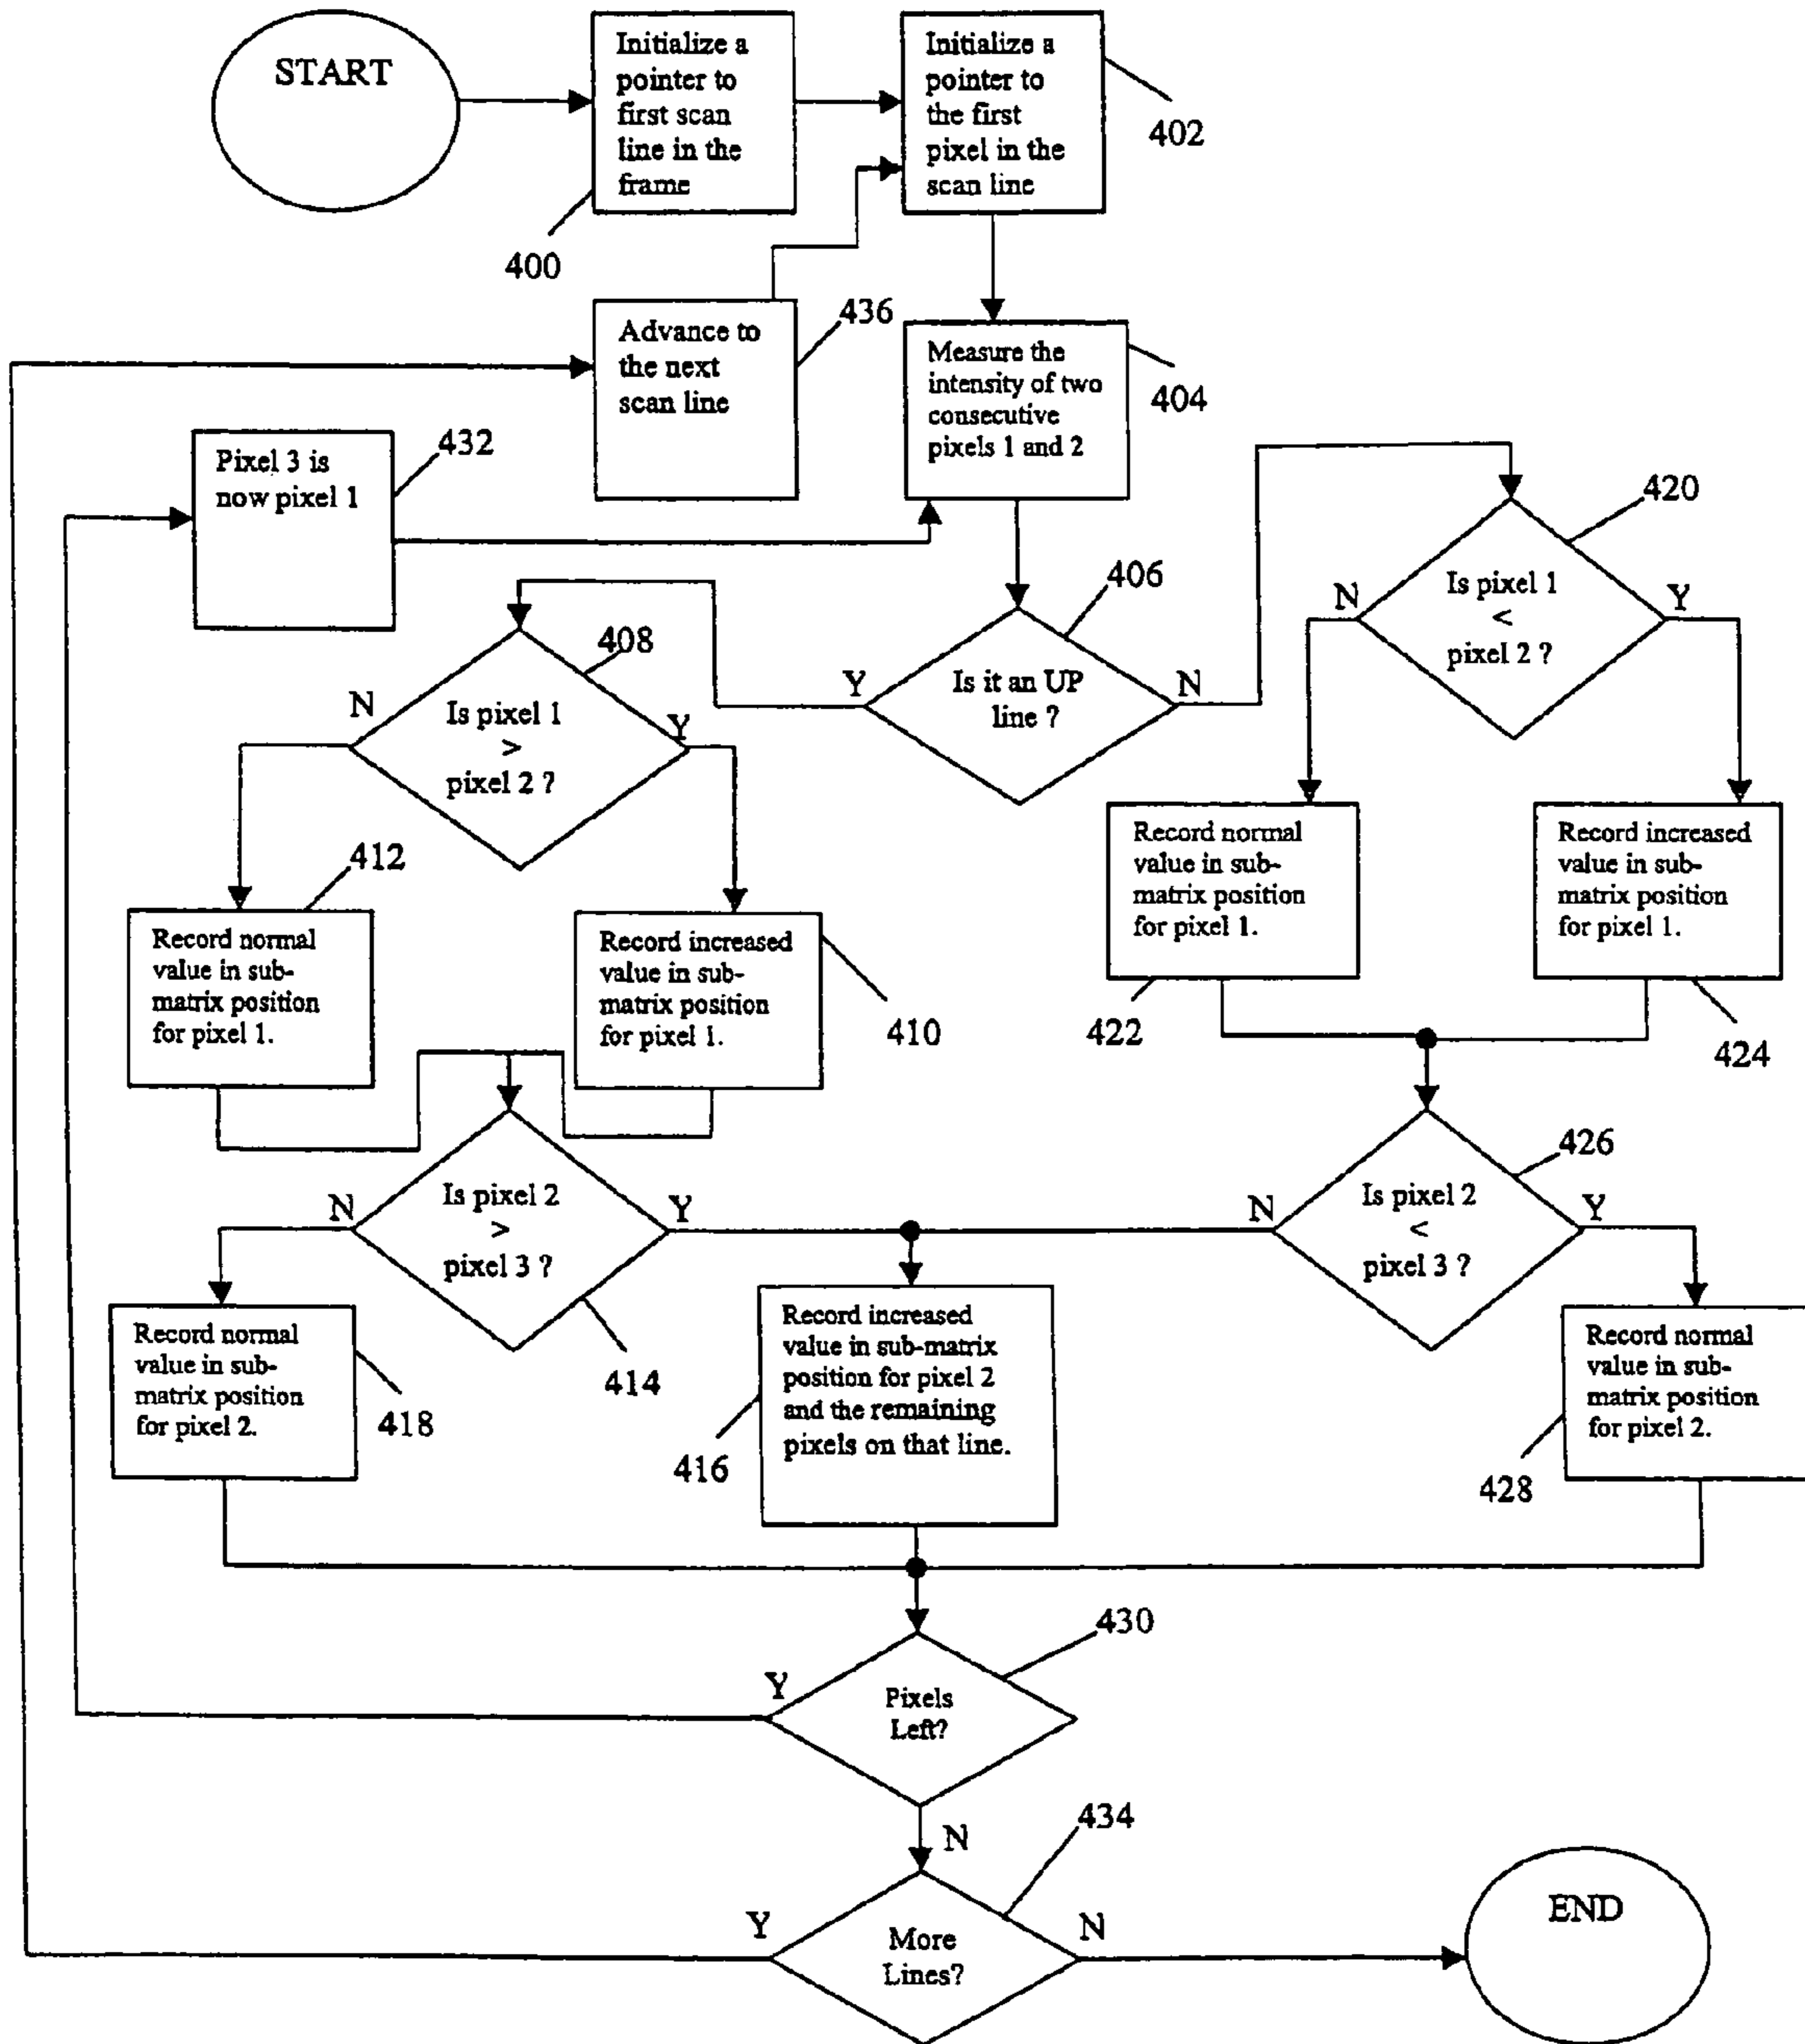 START
Initialize a
pointer to
first scan
line in the
frame
400
Initialize a
pointer to
the first
pixel in the
scan line
402
Advance to
the next
scan line
436
Measure the
intensity of two
consecutive
pixels 1 and 2
404
Pixel 3 is
now pixel 1
432
406
Is it an UP
line ?
Y
N
420
Is pixel 1
<
pixel 2 ?
N
Y
408
Is pixel 1
>
pixel 2 ?
N
Y
412
Record normal
value in sub-
matrix position
for pixel 1.
Record increased
value in sub-
matrix position
for pixel 1.
410
Record normal
value in sub-
matrix position
for pixel 1.
422
Record increased
value in sub-
matrix position
for pixel 1.
424
Is pixel 2
>
pixel 3 ?
N
Y
414
426
Is pixel 2
<
pixel 3 ?
N
Y
Record normal
value in sub-
matrix position
for pixel 2.
418
Record increased
value in sub-matrix
position for pixel 2
and the remaining
pixels on that line.
416
Record normal
value in sub-
matrix position
for pixel 2.
428
430
Pixels
Left?
Y
N
434
More
Lines?
Y
N
END